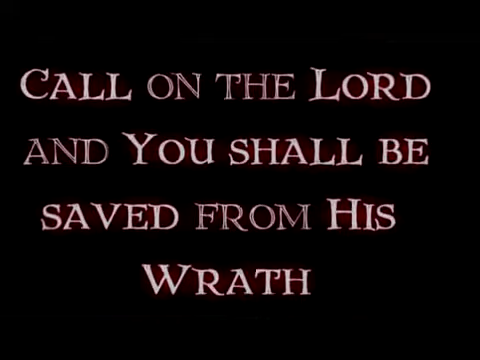 Call on the Lord
and You shall be
saved from His
Wrath